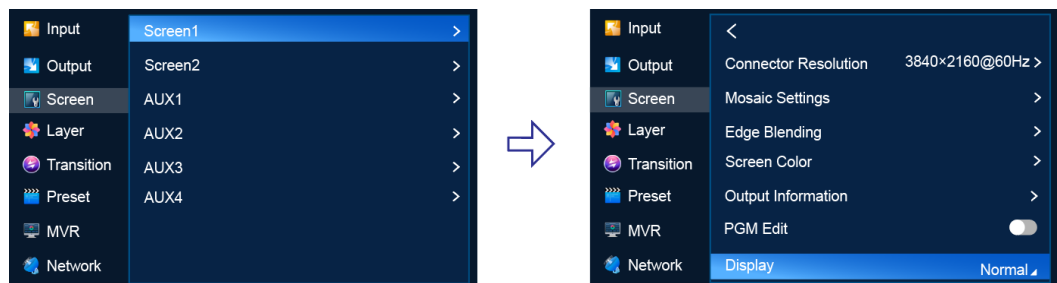 Input
Output
Screen
Layer
Transition
Preset
MVR
Network
Screen1 >
Screen2 >
AUX1 >
AUX2 >
AUX3 >
AUX4 >
Input
Output
Screen
Layer
Transition
Preset
MVR
Network
<
Connector Resolution 3840×2160@60Hz >
Mosaic Settings >
Edge Blending >
Screen Color >
Output Information >
PGM Edit
Display Normal